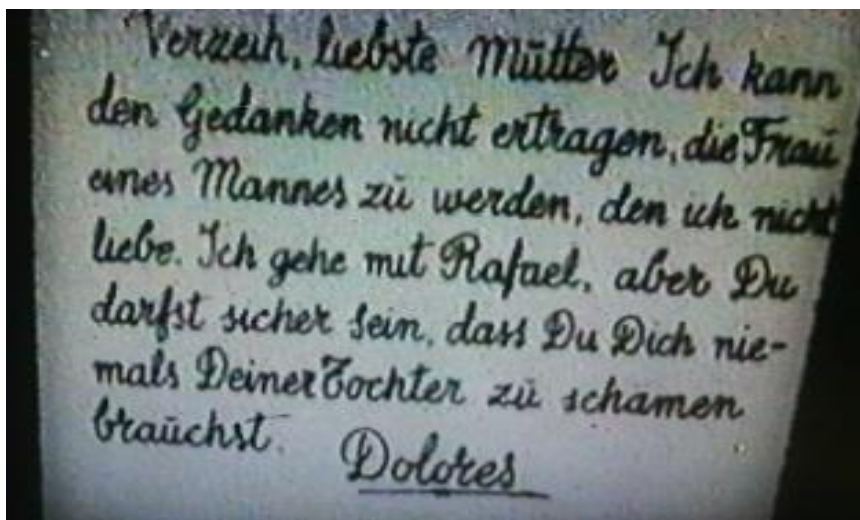 Verzeih, liebste Mutter Ich kann
den Gedanken nicht ertragen, die Frau
eines Mannes zu werden, den ich nicht
liebe. Ich gehe mit Rafael, aber Du
darfst sicher sein, dass Du Dich nie-
mals Deiner Tochter zu schämen
brauchst.
Dolores